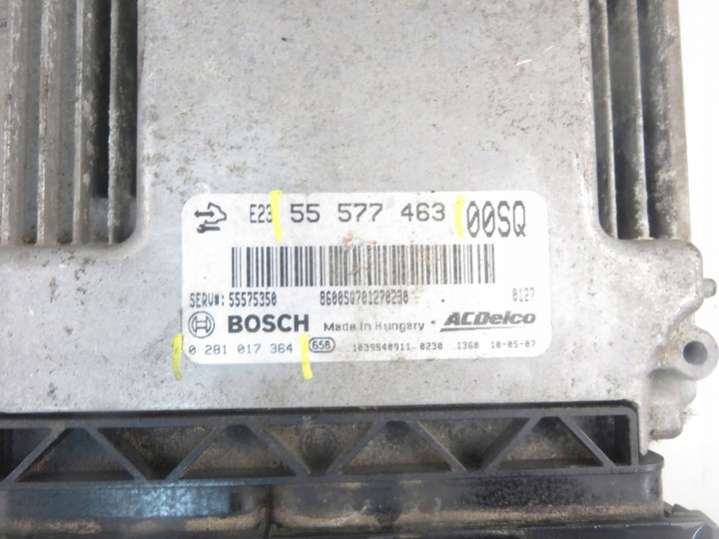 E23 55 577 463 00SQ
SERV#: 55575350 8600SQ701270230 0127
BOSCH Made in Hungary · ACDelco
0 281 017 364 658 1039S40911-0230 1360 10-05-07